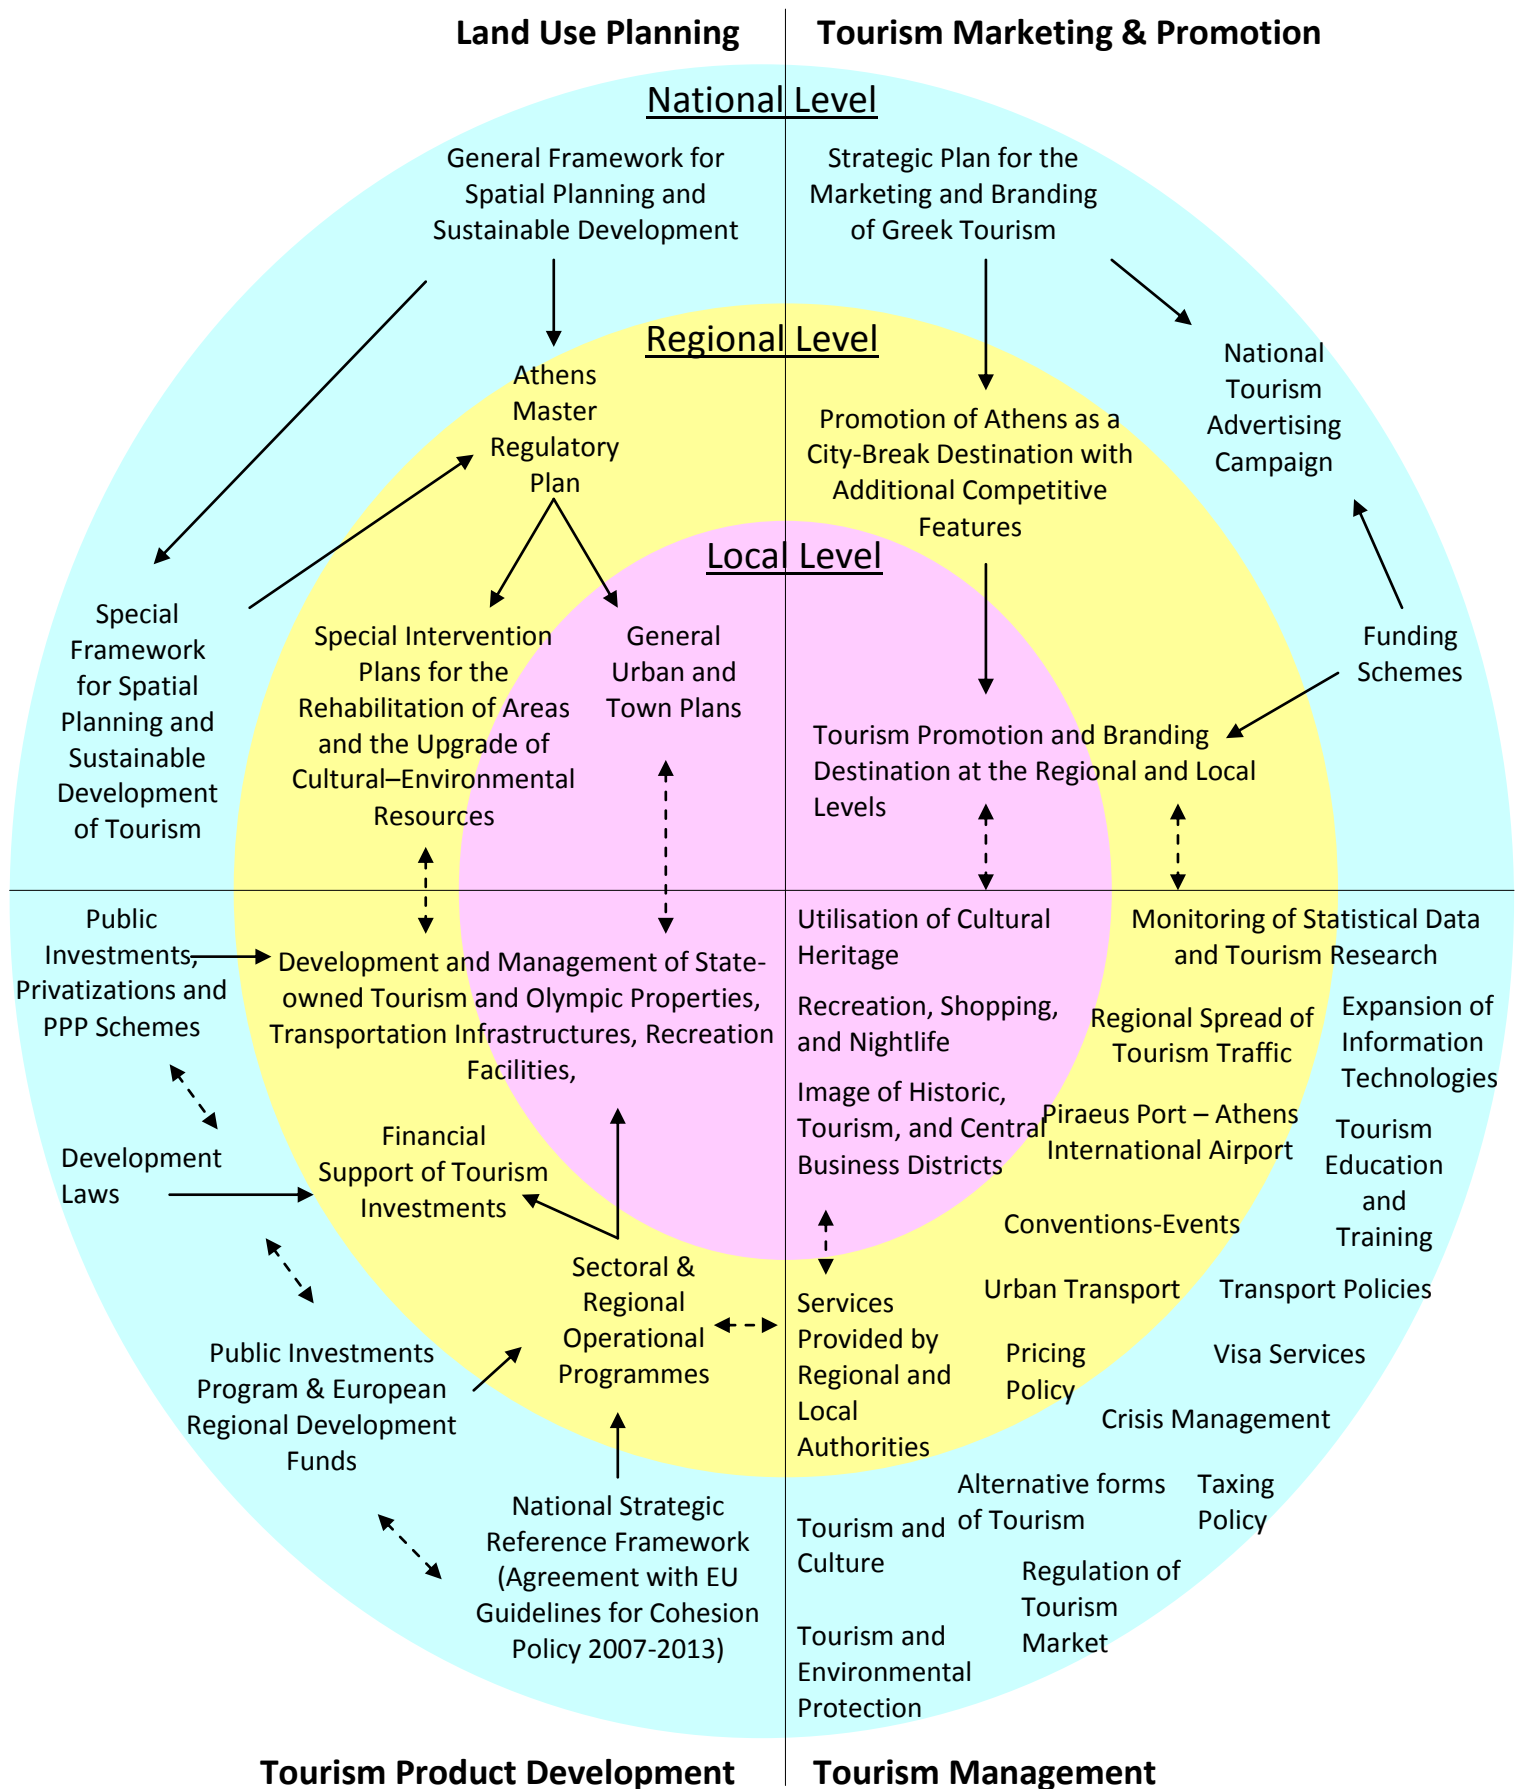 Land Use Planning
Tourism Marketing & Promotion
National Level
General Framework for
Spatial Planning and
Sustainable Development
Strategic Plan for the
Marketing and Branding
of Greek Tourism
Regional Level
Athens
Master
Regulatory
Plan
Promotion of Athens as a
City-Break Destination with
Additional Competitive
Features
National
Tourism
Advertising
Campaign
Local Level
Special
Framework
for Spatial
Planning and
Sustainable
Development
of Tourism
Special Intervention
Plans for the
Rehabilitation of Areas
and the Upgrade of
Cultural–Environmental
Resources
General
Urban and
Town Plans
Funding
Schemes
Tourism Promotion and Branding
Destination at the Regional and Local
Levels
Public
Investments,
Privatizations and
PPP Schemes
Development and Management of State-
owned Tourism and Olympic Properties,
Transportation Infrastructures, Recreation
Facilities,
Development
Laws
Financial
Support of Tourism
Investments
Sectoral &
Regional
Operational
Programmes
Public Investments
Program & European
Regional Development
Funds
National Strategic
Reference Framework
(Agreement with EU
Guidelines for Cohesion
Policy 2007-2013)
Utilisation of Cultural
Heritage
Monitoring of Statistical Data
and Tourism Research
Recreation, Shopping,
and Nightlife
Regional Spread of
Tourism Traffic
Expansion of
Information
Technologies
Image of Historic,
Tourism, and Central
Business Districts
Piraeus Port – Athens
International Airport
Tourism
Education
and
Training
Conventions-Events
Urban Transport
Transport Policies
Services
Provided by
Regional and
Local
Authorities
Pricing
Policy
Visa Services
Crisis Management
Alternative forms
of Tourism
Taxing
Policy
Tourism and
Culture
Regulation of
Tourism
Market
Tourism and
Environmental
Protection
Tourism Product Development
Tourism Management